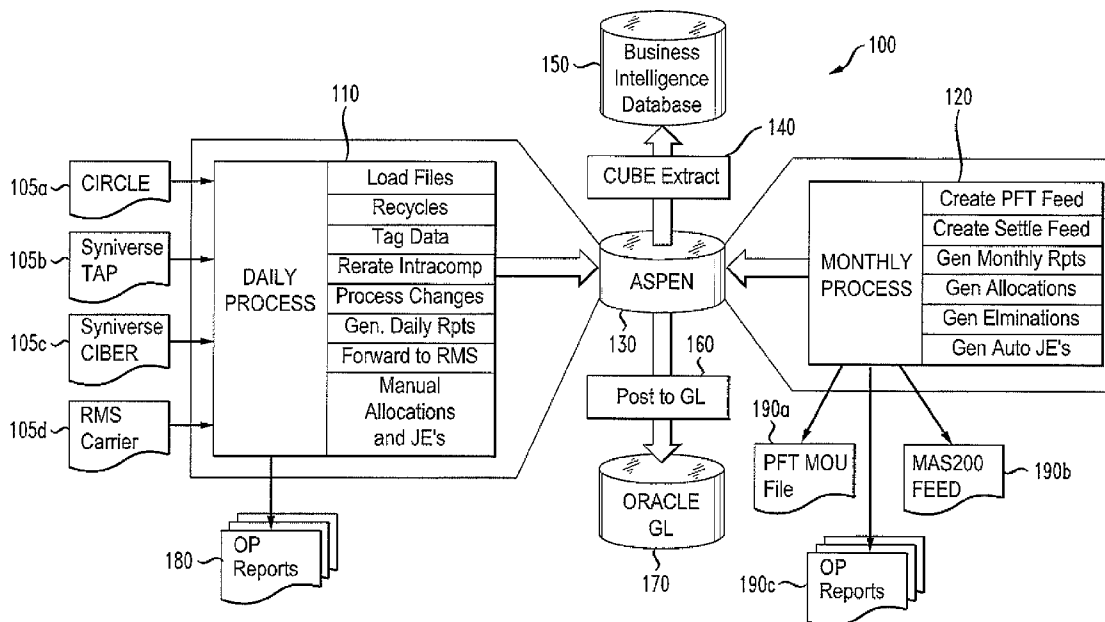 100
150
Business
Intelligence
Database
140
CUBE Extract
110
120
105a
CIRCLE
105b
Syniverse
TAP
105c
Syniverse
CIBER
105d
RMS
Carrier
DAILY
PROCESS
Load Files
Recycles
Tag Data
Rerate Intracomp
Process Changes
Gen. Daily Rpts
Forward to RMS
Manual
Allocations
and JE's
ASPEN
130
160
Post to GL
ORACLE
GL
170
MONTHLY
PROCESS
Create PFT Feed
Create Settle Feed
Gen Monthly Rpts
Gen Allocations
Gen Elminations
Gen Auto JE's
180
OP
Reports
190a
PFT MOU
File
MAS200
FEED
190b
190c
OP
Reports